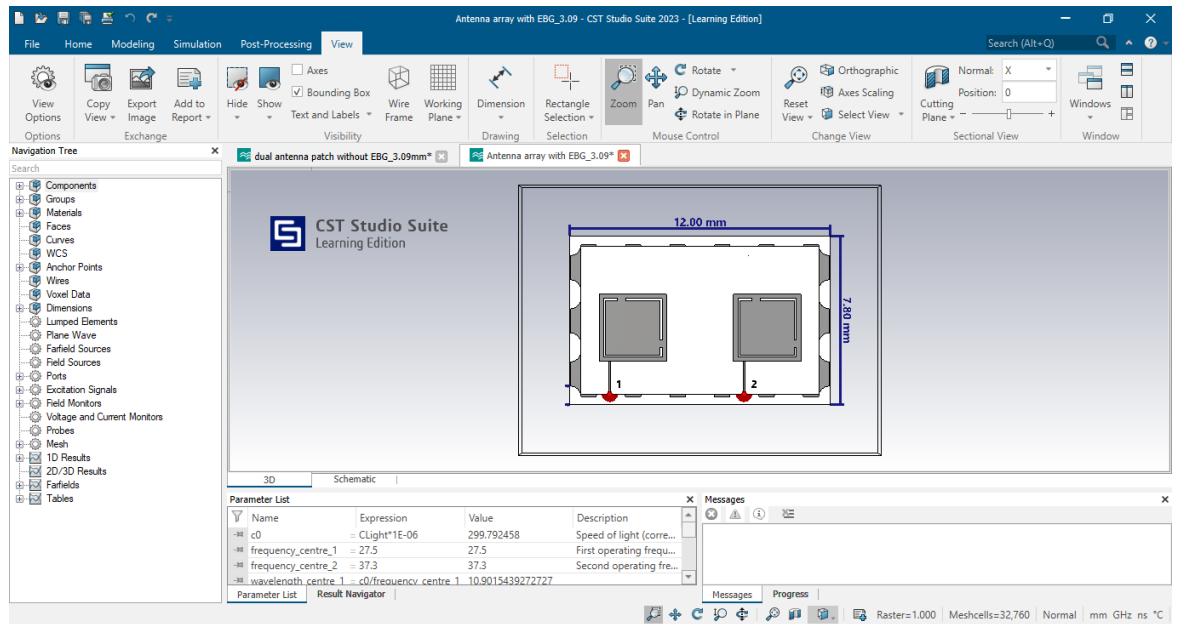 Antenna array with EBG_3.09 - CST Studio Suite 2023 - [Learning Edition]
File Home Modeling Simulation Post-Processing View Search (Alt+Q)
View Options
Copy View
Export Image
Add to Report
Hide
Show
Axes
Bounding Box
Text and Labels
Wire Frame
Working Plane
Dimension
Rectangle Selection
Zoom
Pan
Rotate
Dynamic Zoom
Rotate in Plane
Reset View
Orthographic
Axes Scaling
Select View
Cutting Plane
Normal: X
Position: 0
Windows
Options Exchange Visibility Drawing Selection Mouse Control Change View Sectional View Window
Navigation Tree
Search
Components
Groups
Materials
Faces
Curves
WCS
Anchor Points
Wires
Voxel Data
Dimensions
Lumped Elements
Plane Wave
Farfield Sources
Field Sources
Ports
Excitation Signals
Field Monitors
Voltage and Current Monitors
Probes
Mesh
1D Results
2D/3D Results
Farfields
Tables
dual antenna patch without EBG_3.09mm*
Antenna array with EBG_3.09*
CST Studio Suite
Learning Edition
12.00 mm
7.80 mm
1
2
3D Schematic
Parameter List
Name Expression Value Description
c0 = CLight*1E-06 299.792458 Speed of light (corre...
frequency_centre_1 = 27.5 27.5 First operating frequ...
frequency_centre_2 = 37.3 37.3 Second operating fre...
wavelength_centre_1 = c0/frequency_centre_1 10.9015439272727
Parameter List Result Navigator
Messages
Messages Progress
Raster=1.000 Meshcells=32,760 Normal mm GHz ns °C